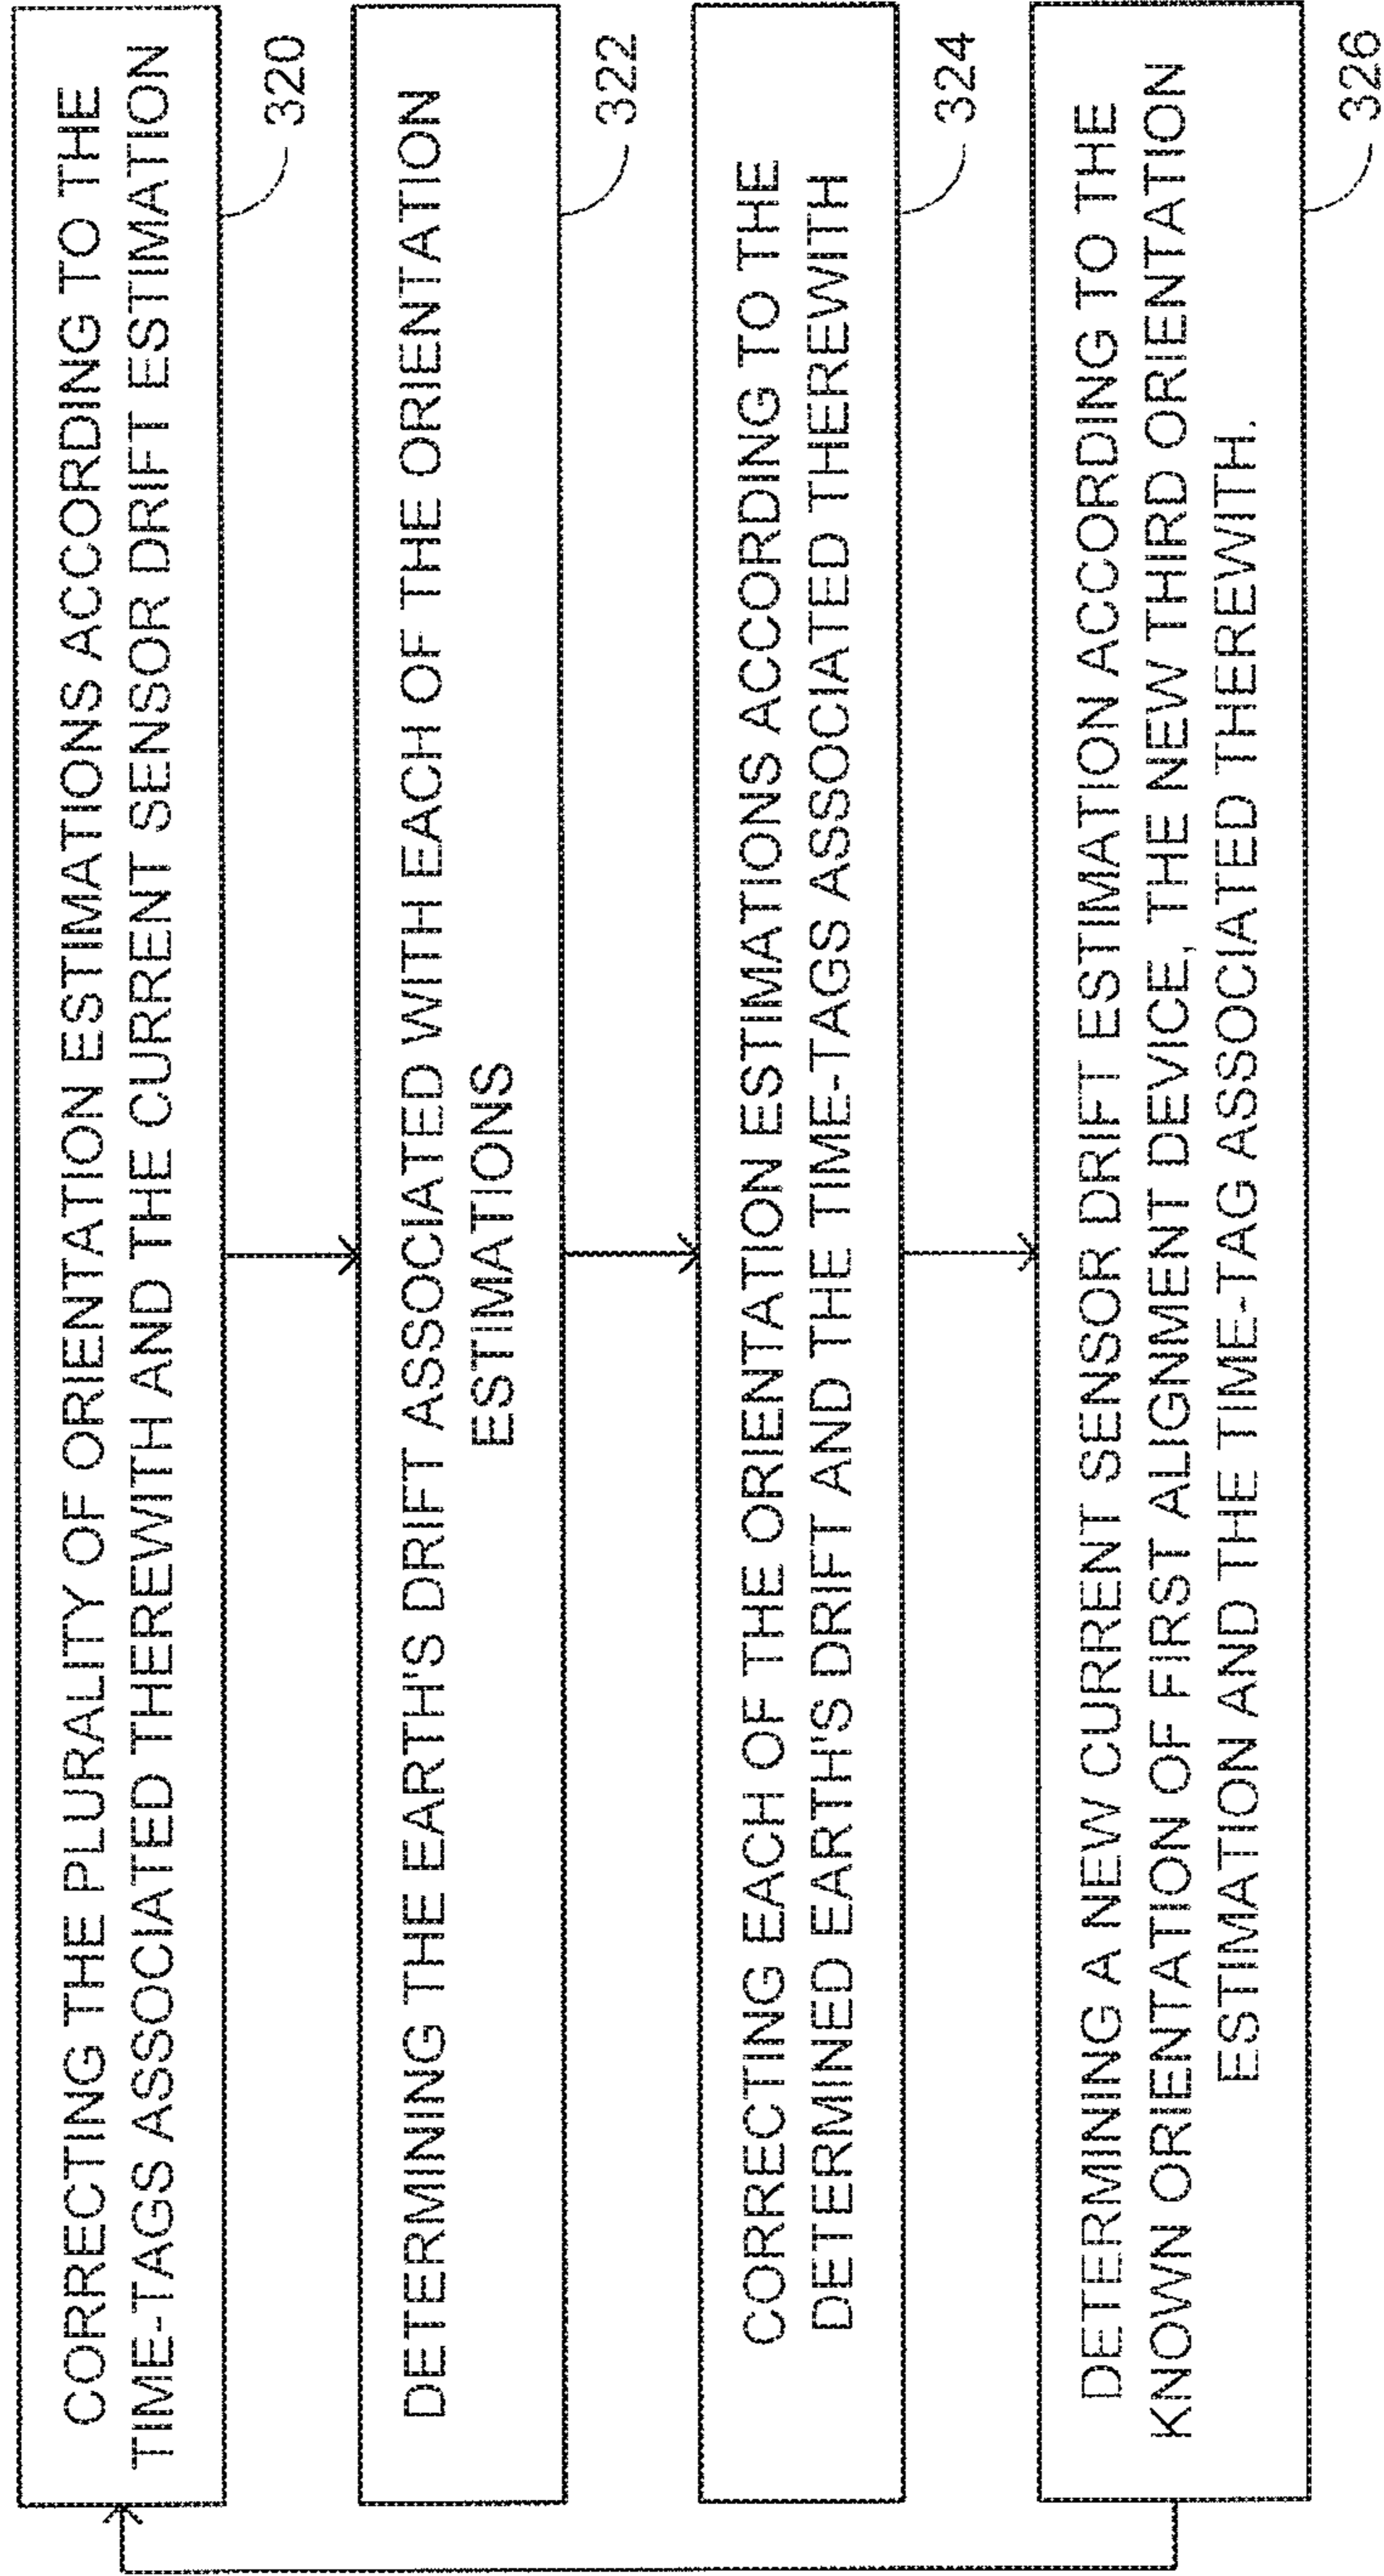 CORRECTING THE PLURALITY OF ORIENTATION ESTIMATIONS ACCORDING TO THE
TIME-TAGS ASSOCIATED THEREWITH AND THE CURRENT SENSOR DRIFT ESTIMATION
320
DETERMINING THE EARTH'S DRIFT ASSOCIATED WITH EACH OF THE ORIENTATION
ESTIMATIONS
322
CORRECTING EACH OF THE ORIENTATION ESTIMATIONS ACCORDING TO THE
DETERMINED EARTH'S DRIFT AND THE TIME-TAGS ASSOCIATED THEREWITH
324
DETERMINING A NEW CURRENT SENSOR DRIFT ESTIMATION ACCORDING TO THE
KNOWN ORIENTATION OF FIRST ALIGNMENT DEVICE, THE NEW THIRD ORIENTATION
ESTIMATION AND THE TIME-TAG ASSOCIATED THEREWITH.
326